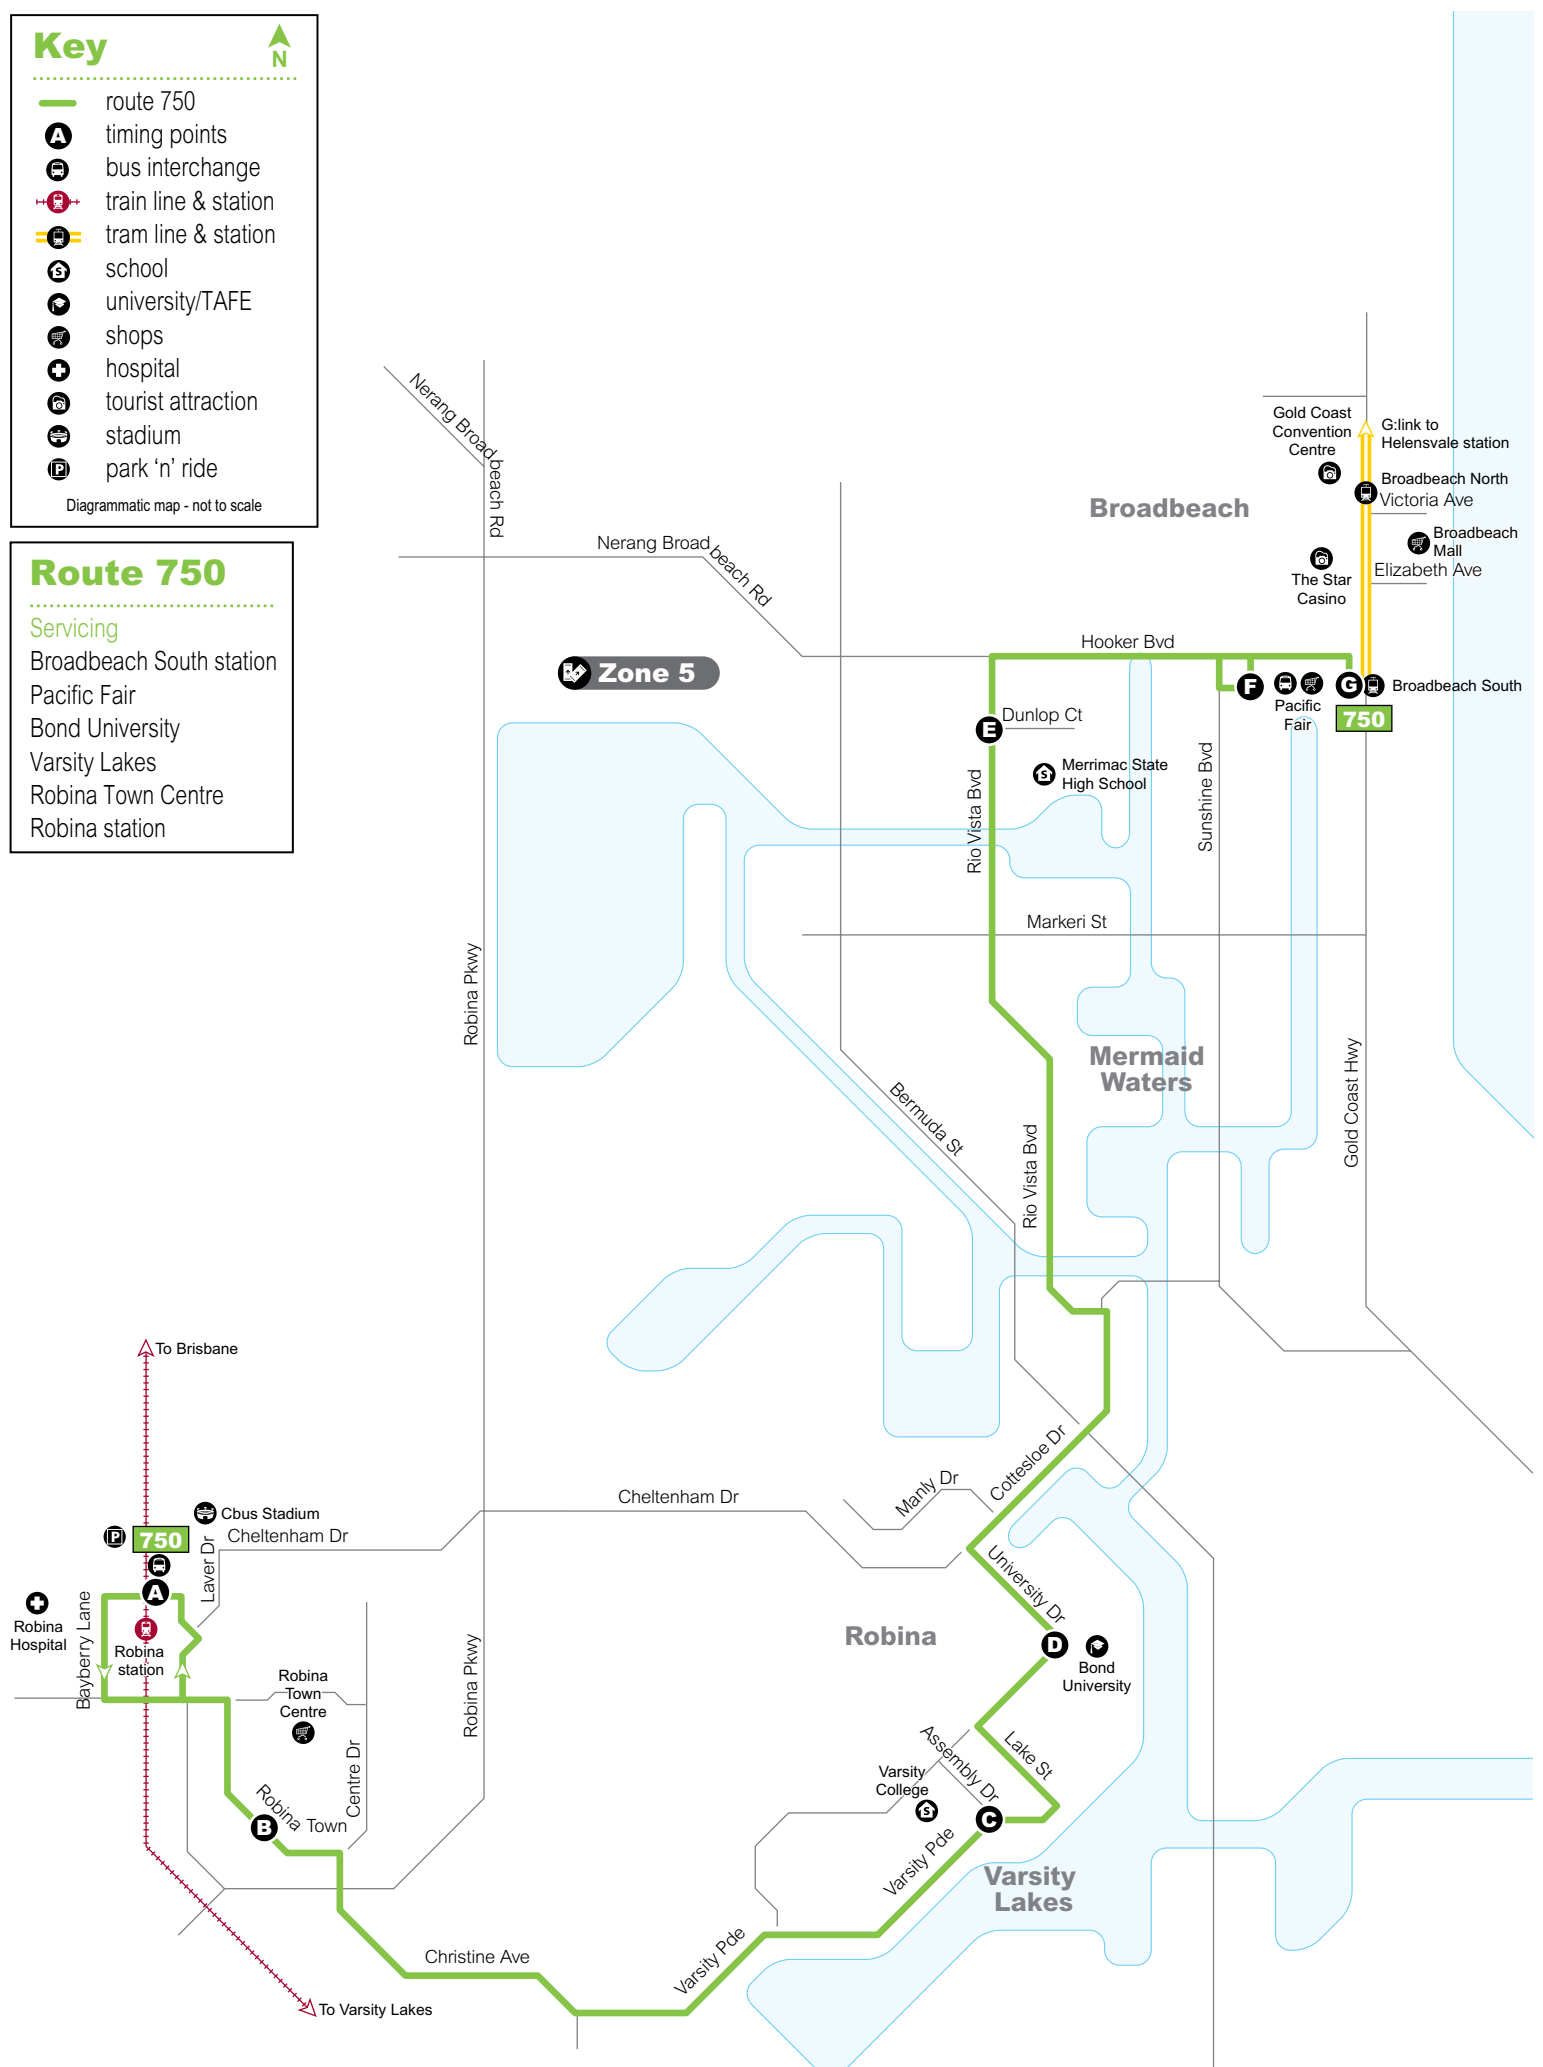 Key
N
route 750
A
timing points
bus interchange
train line & station
tram line & station
S
school
university/TAFE
shops
hospital
tourist attraction
stadium
P
park ‘n’ ride
Diagrammatic map - not to scale
Route 750
Servicing
Broadbeach South station
Pacific Fair
Bond University
Varsity Lakes
Robina Town Centre
Robina station
Nerang Broadbeach Rd
Nerang Broadbeach Rd
Zone 5
Broadbeach
Gold Coast
Convention
Centre
G:link to
Helensvale station
Broadbeach North
Victoria Ave
Broadbeach
Mall
Elizabeth Ave
The Star
Casino
Hooker Bvd
F
G
Broadbeach South
Pacific
Fair
750
E
Dunlop Ct
S
Merrimac State
High School
Rio Vista Bvd
Sunshine Bvd
Markeri St
Robina Pkwy
Mermaid
Waters
Bermuda St
Rio Vista Bvd
Gold Coast Hwy
To Brisbane
Cottesloe Dr
Manly Dr
Cheltenham Dr
Cbus Stadium
P
750
Cheltenham Dr
Laver Dr
A
Bayberry Lane
Robina
Hospital
Robina
station
University Dr
Robina
D
Bond
University
Robina
Town
Centre
Robina Pkwy
Centre Dr
Robina Town
B
Assembly Dr
Lake St
Varsity
College
S
C
Varsity Pde
Varsity
Lakes
Christine Ave
Varsity Pde
To Varsity Lakes